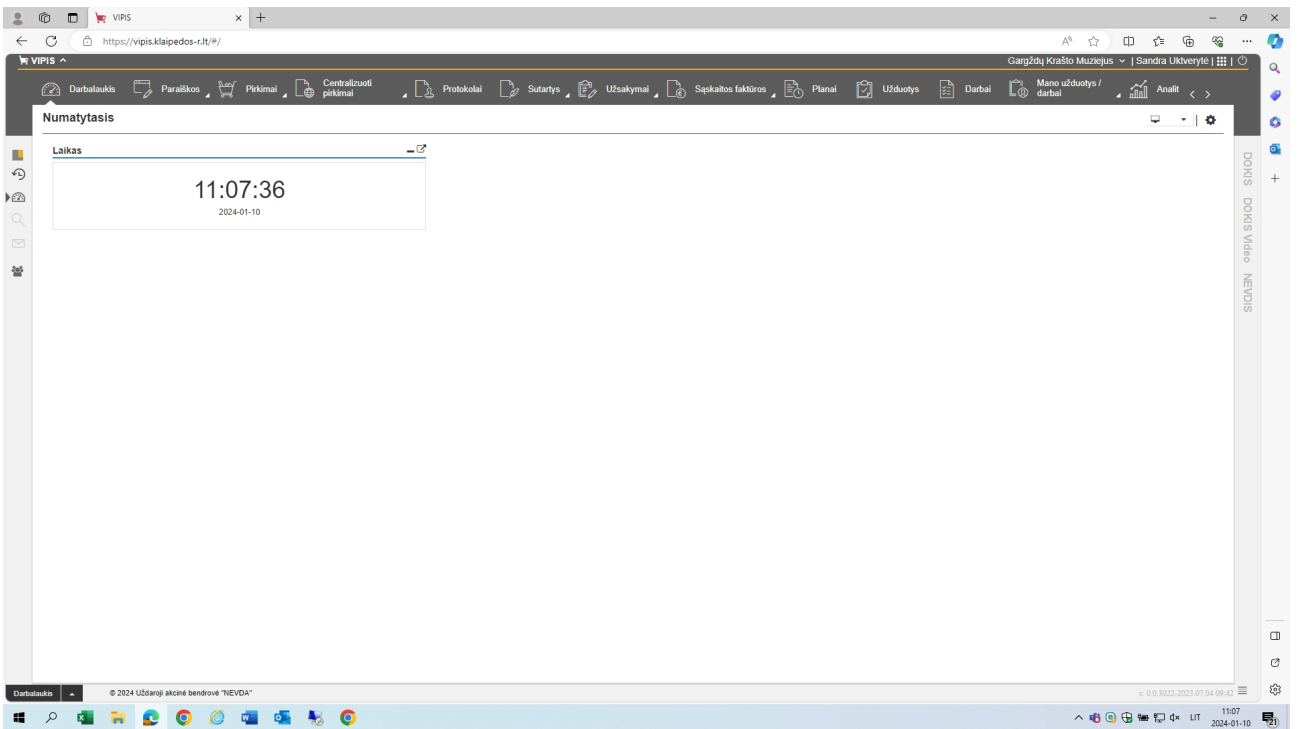 VIPIS
https://vipis.klaipedos-r.lt/#/
VIPIS
Gargždų Krašto Muziejus | Sandra Uktverytė |
Darbalaukis
Paraiškos
Pirkimai
Centralizuoti
pirkimai
Protokolai
Sutartys
Užsakymai
Sąskaitos faktūros
Planai
Užduotys
Darbai
Mano užduotys /
darbai
Analit
Numatytasis
Laikas
11:07:36
2024-01-10
DOKIS
DOKIS Video
NEVDIS
Darbalaukis
© 2024 Uždaroji akcinė bendrovė "NEVDA"
v. 0.0.3022-2023.07.04 09:42
LIT
11:07
2024-01-10
21